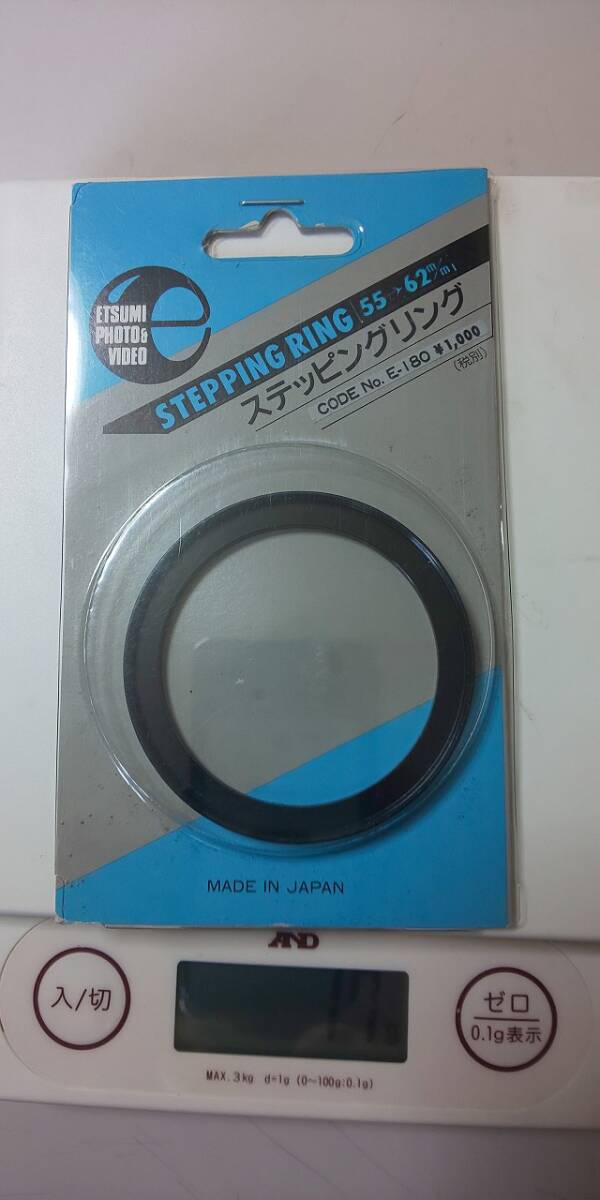 ETSUMI
PHOTO&
VIDEO
STEPPING RING 55→62m/m
ステッピングリング
CODE No. E-180 ¥1,000
(税別)
MADE IN JAPAN
AND
入/切
ゼロ
0.1g表示
MAX. 3kg d=1g (0〜100g:0.1g)